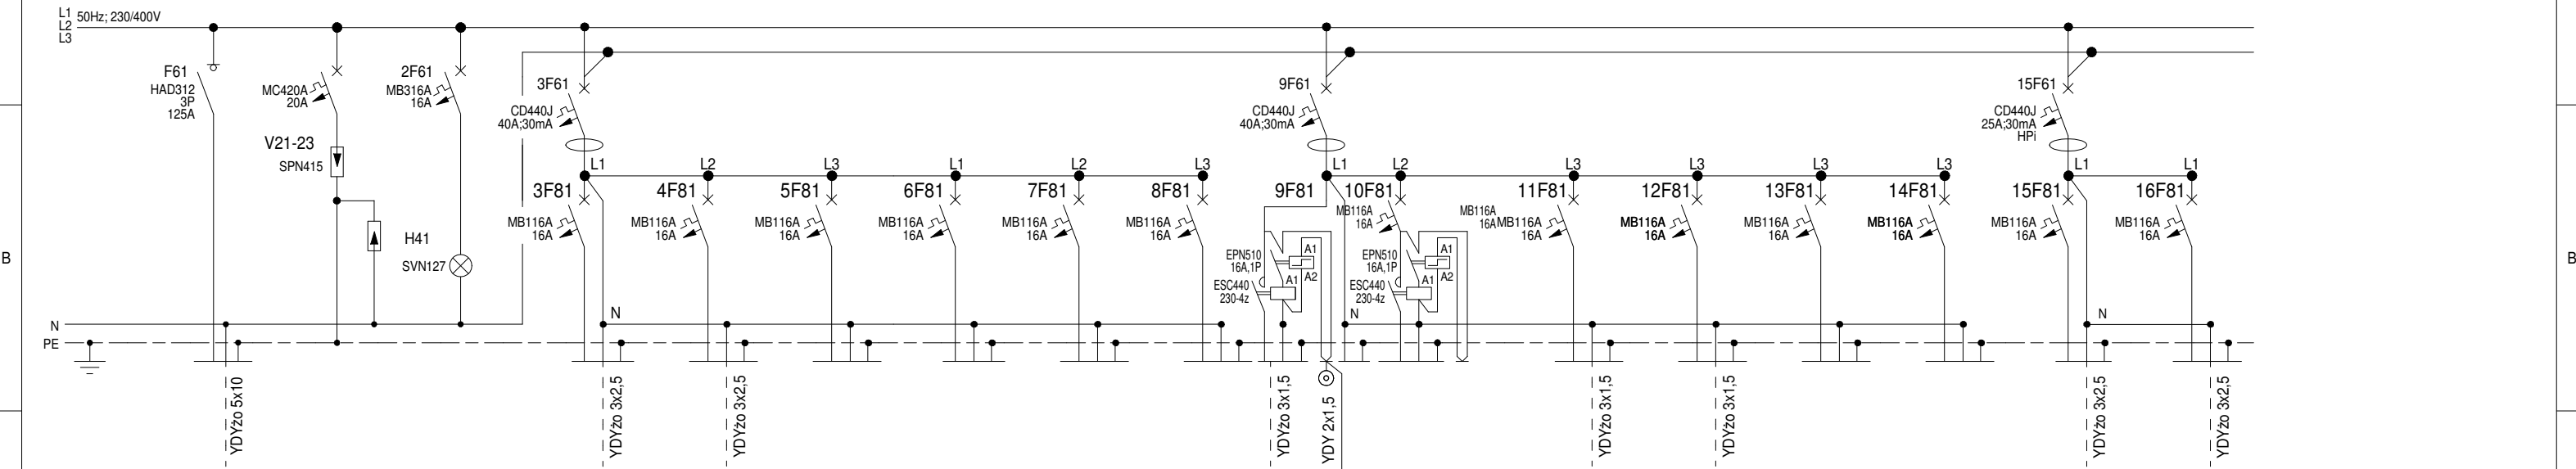 L1 50Hz; 230/400V
L2
L3
F61
HAD312
3P
125A
MC420A
20A
V21-23
SPN415
H41
2F61
MB316A
16A
SVN127
3F61
CD440J
40A;30mA
9F61
CD440J
40A;30mA
15F61
CD440J
25A;30mA
HPi
L1
L2
L3
L1
L2
L3
L1
L2
L3
L3
L3
L3
L1
L1
3F81
MB116A
16A
4F81
MB116A
16A
5F81
MB116A
16A
6F81
MB116A
16A
7F81
MB116A
16A
8F81
MB116A
16A
9F81
10F81
MB116A
16A
MB116A
16A
11F81
MB116A
16A
12F81
MB116A
16A
13F81
MB116A
16A
14F81
MB116A
16A
15F81
MB116A
16A
16F81
MB116A
16A
EPN510
16A,1P
A1
A2
ESC440
230-4z
A1
EPN510
16A,1P
A1
A2
ESC440
230-4z
A1
B
B
N
N
N
N
PE
YDYżo 5x10
YDYżo 3x2,5
YDYżo 3x2,5
YDYżo 3x1,5
YDY 2x1,5
YDYżo 3x1,5
YDYżo 3x1,5
YDYżo 3x2,5
YDYżo 3x2,5